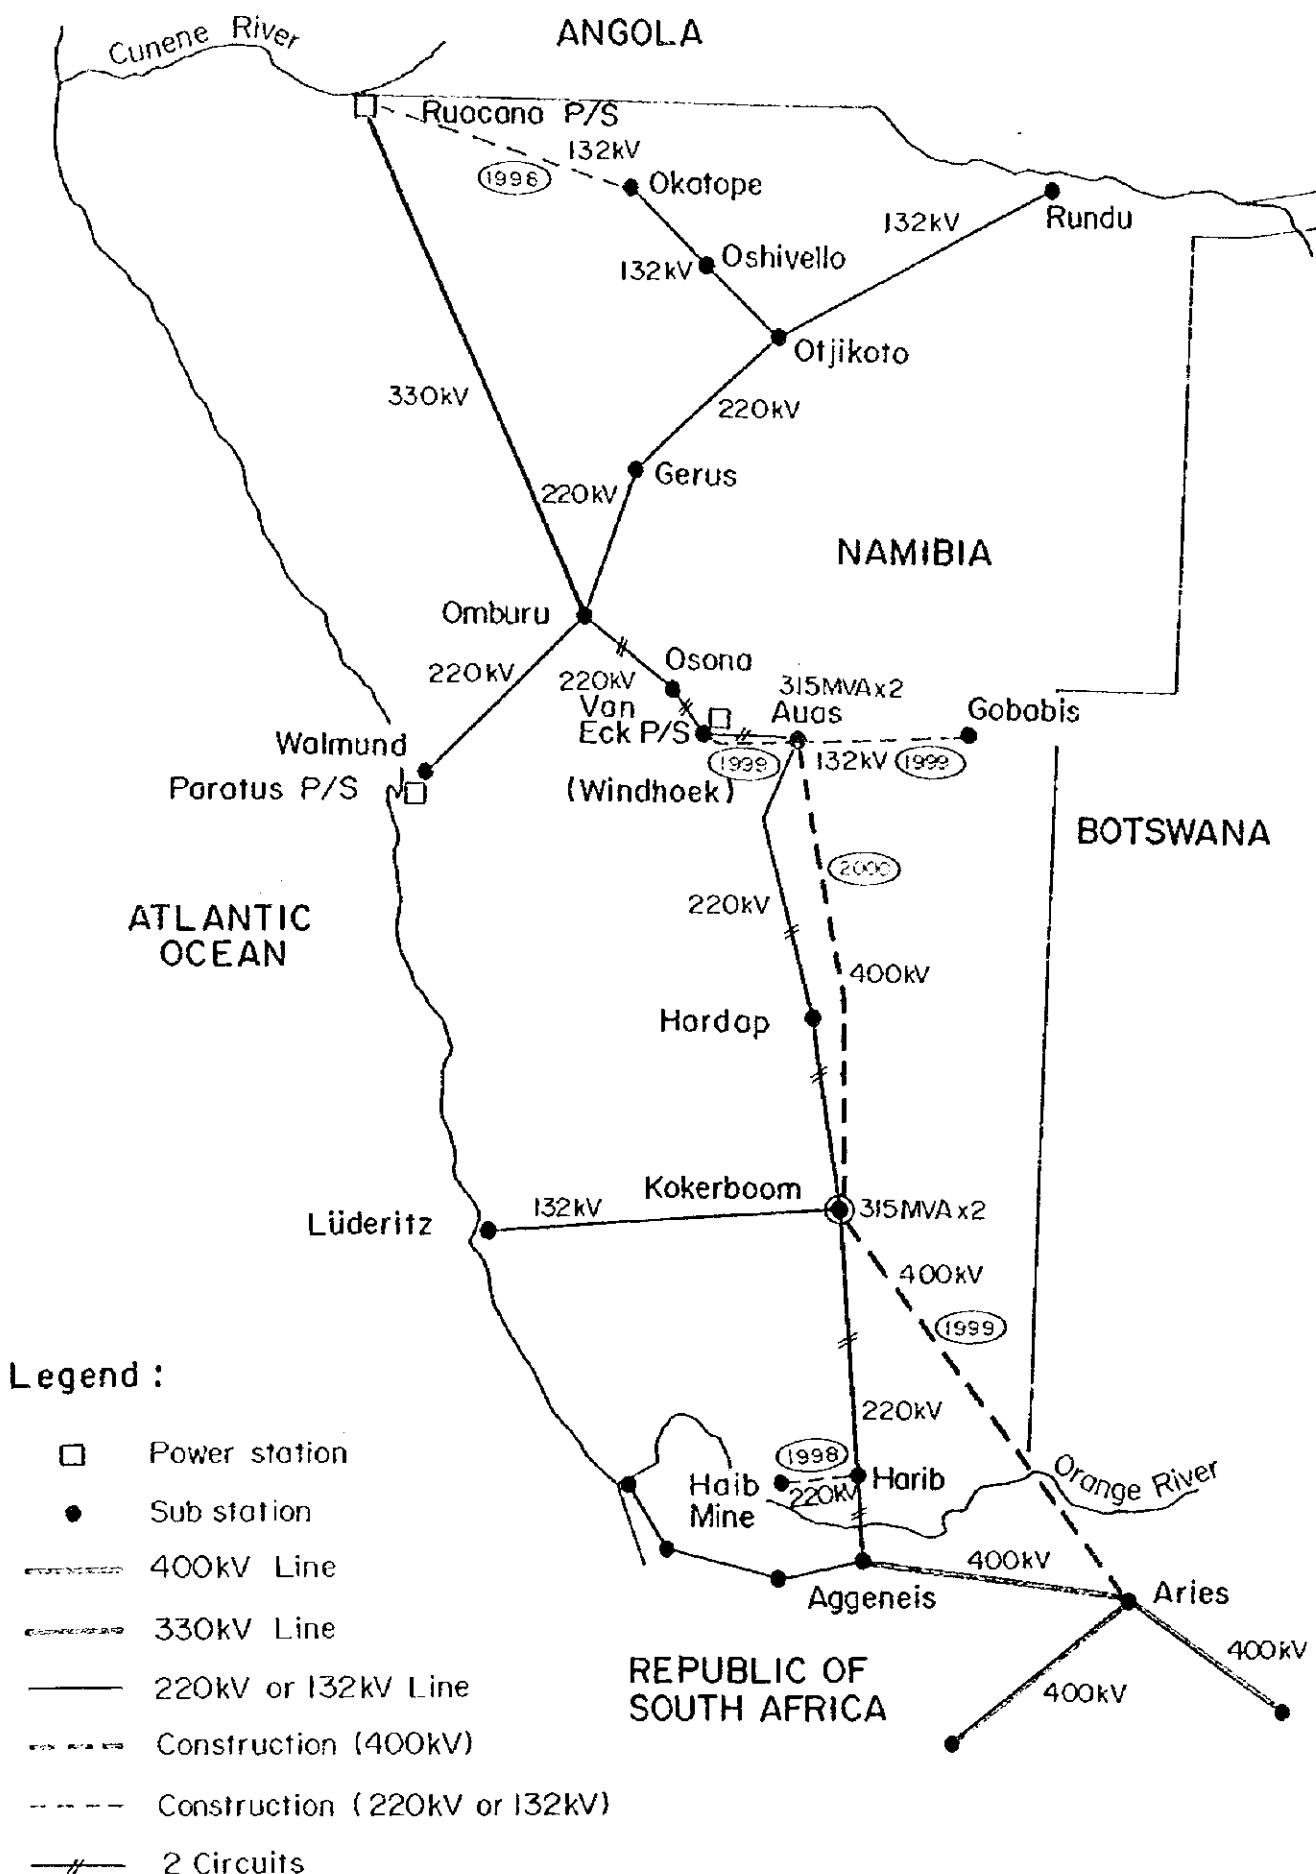 ANGOLA
Cunene River
Ruacana P/S
132kV
1998
Okatope
Rundu
132kV
Oshivello
132kV
Otjikoto
330kV
220kV
Gerus
220kV
NAMIBIA
Omburu
Osona
220kV
220kV
315MVAx2
Van
Eck P/S
Auas
Gobabis
Walmund
1999
132kV
1999
Paratus P/S
(Windhoek)
BOTSWANA
2000
220kV
ATLANTIC
OCEAN
400kV
Hardap
Kokerboom
132kV
315MVAx2
Lüderitz
400kV
1999
Legend :
220kV
Power station
1998
Haib
Mine
220kV
Harib
Orange River
Sub station
400kV Line
400kV
Aggeneis
Aries
330kV Line
400kV
REPUBLIC OF
SOUTH AFRICA
220kV or 132kV Line
400kV
Construction (400kV)
Construction (220kV or 132kV)
2 Circuits